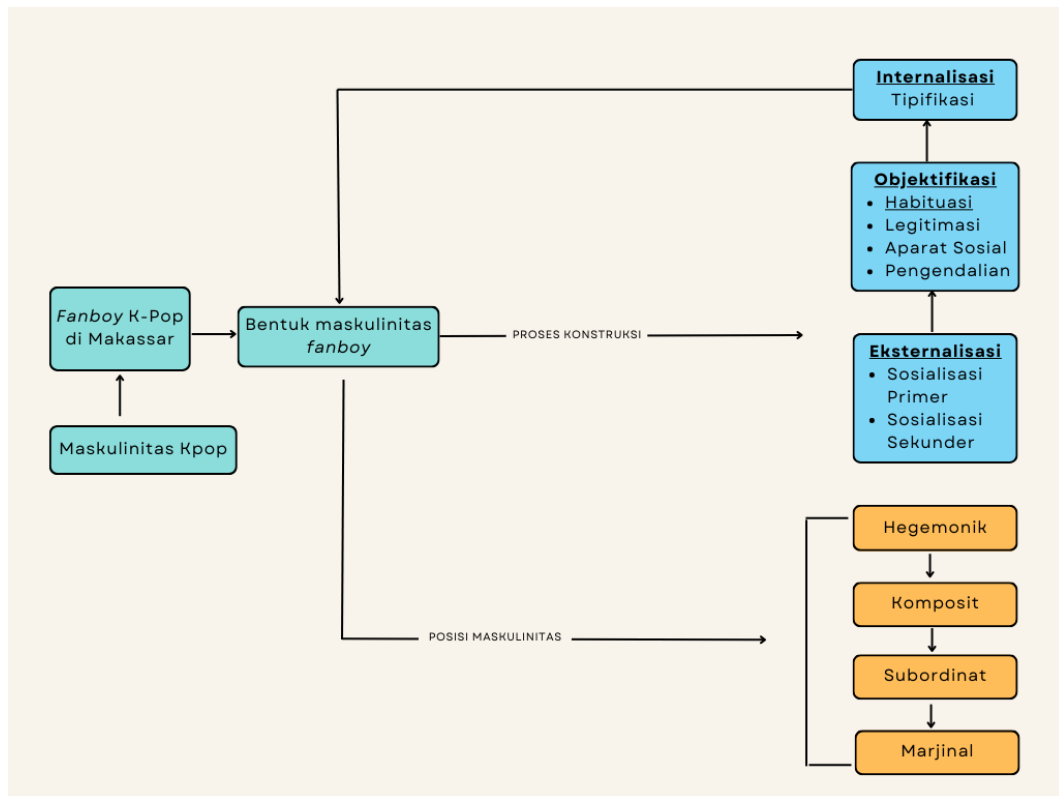 Internalisasi
Tipifikasi
Objektifikasi
• Habituasi
• Legitimasi
• Aparat Sosial
• Pengendalian
Fanboy K-Pop
di Makassar
Bentuk maskulinitas
fanboy
PROSES KONSTRUKSI
Eksternalisasi
• Sosialisasi
Primer
• Sosialisasi
Sekunder
Maskulinitas Kpop
Hegemonik
Komposit
POSISI MASKULINITAS
Subordinat
Marjinal